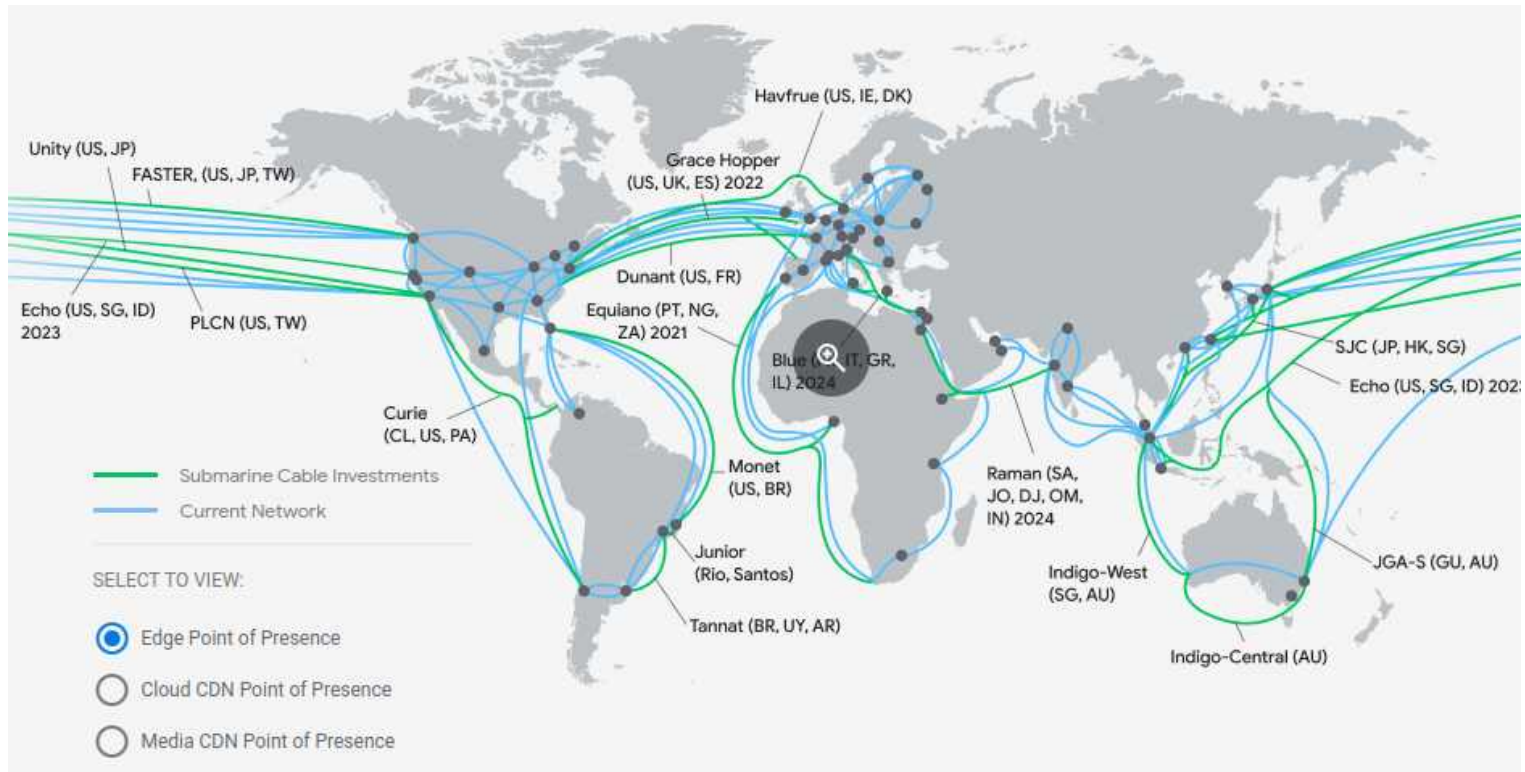 Havfrue (US, IE, DK)
Unity (US, JP)
FASTER, (US, JP, TW)
Grace Hopper
(US, UK, ES) 2022
Dunant (US, FR)
Echo (US, SG, ID)
2023
PLCN (US, TW)
Equiano (PT, NG,
ZA) 2021
Blue IT, GR,
IL) 2024
SJC (JP, HK, SG)
Echo (US, SG, ID)
Curie
(CL, US, PA)
Monet
(US, BR)
Raman (SA,
JO, DJ, OM,
IN) 2024
Junior
(Rio, Santos)
Tannat (BR, UY, AR)
Indigo-West
(SG, AU)
JGA-S (GU, AU)
Indigo-Central (AU)
Submarine Cable Investments
Current Network
SELECT TO VIEW:
Edge Point of Presence
Cloud CDN Point of Presence
Media CDN Point of Presence